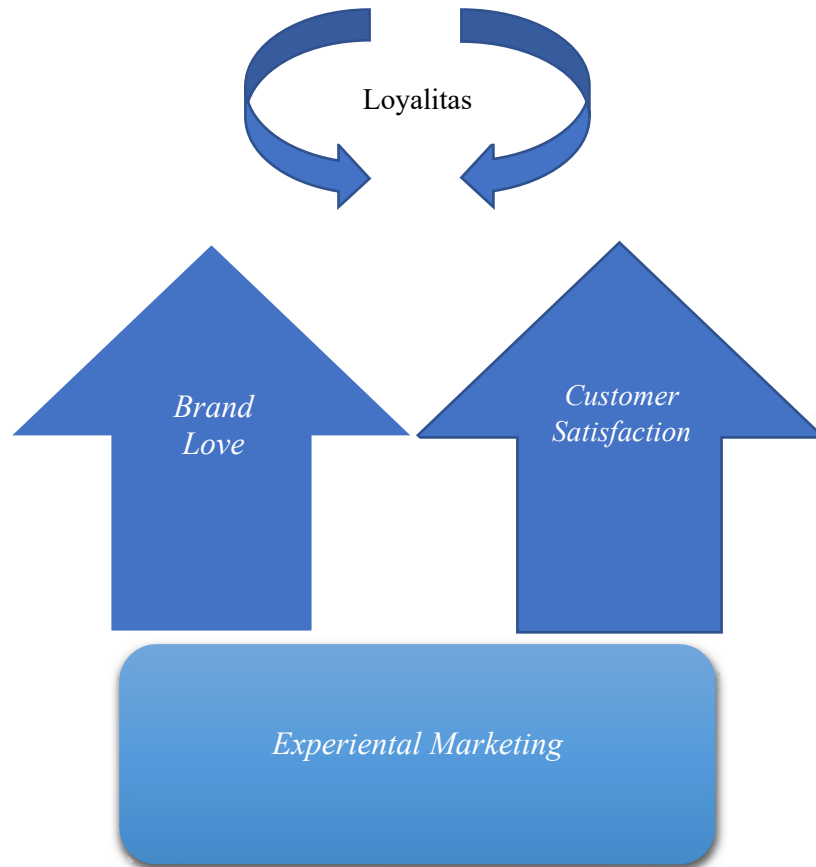 Loyalitas
Brand
Love
Customer
Satisfaction
Experiental Marketing